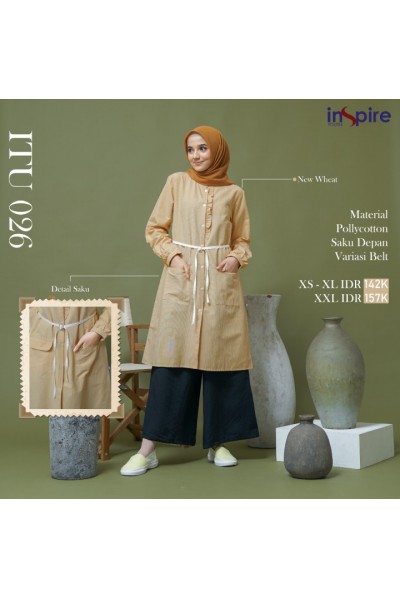 inspire
ITU 026
New Wheat
Material
Pollycotton
Saku Depan
Variasi Belt
XS - XL IDR 142K
XXL IDR 157K
Detail Saku